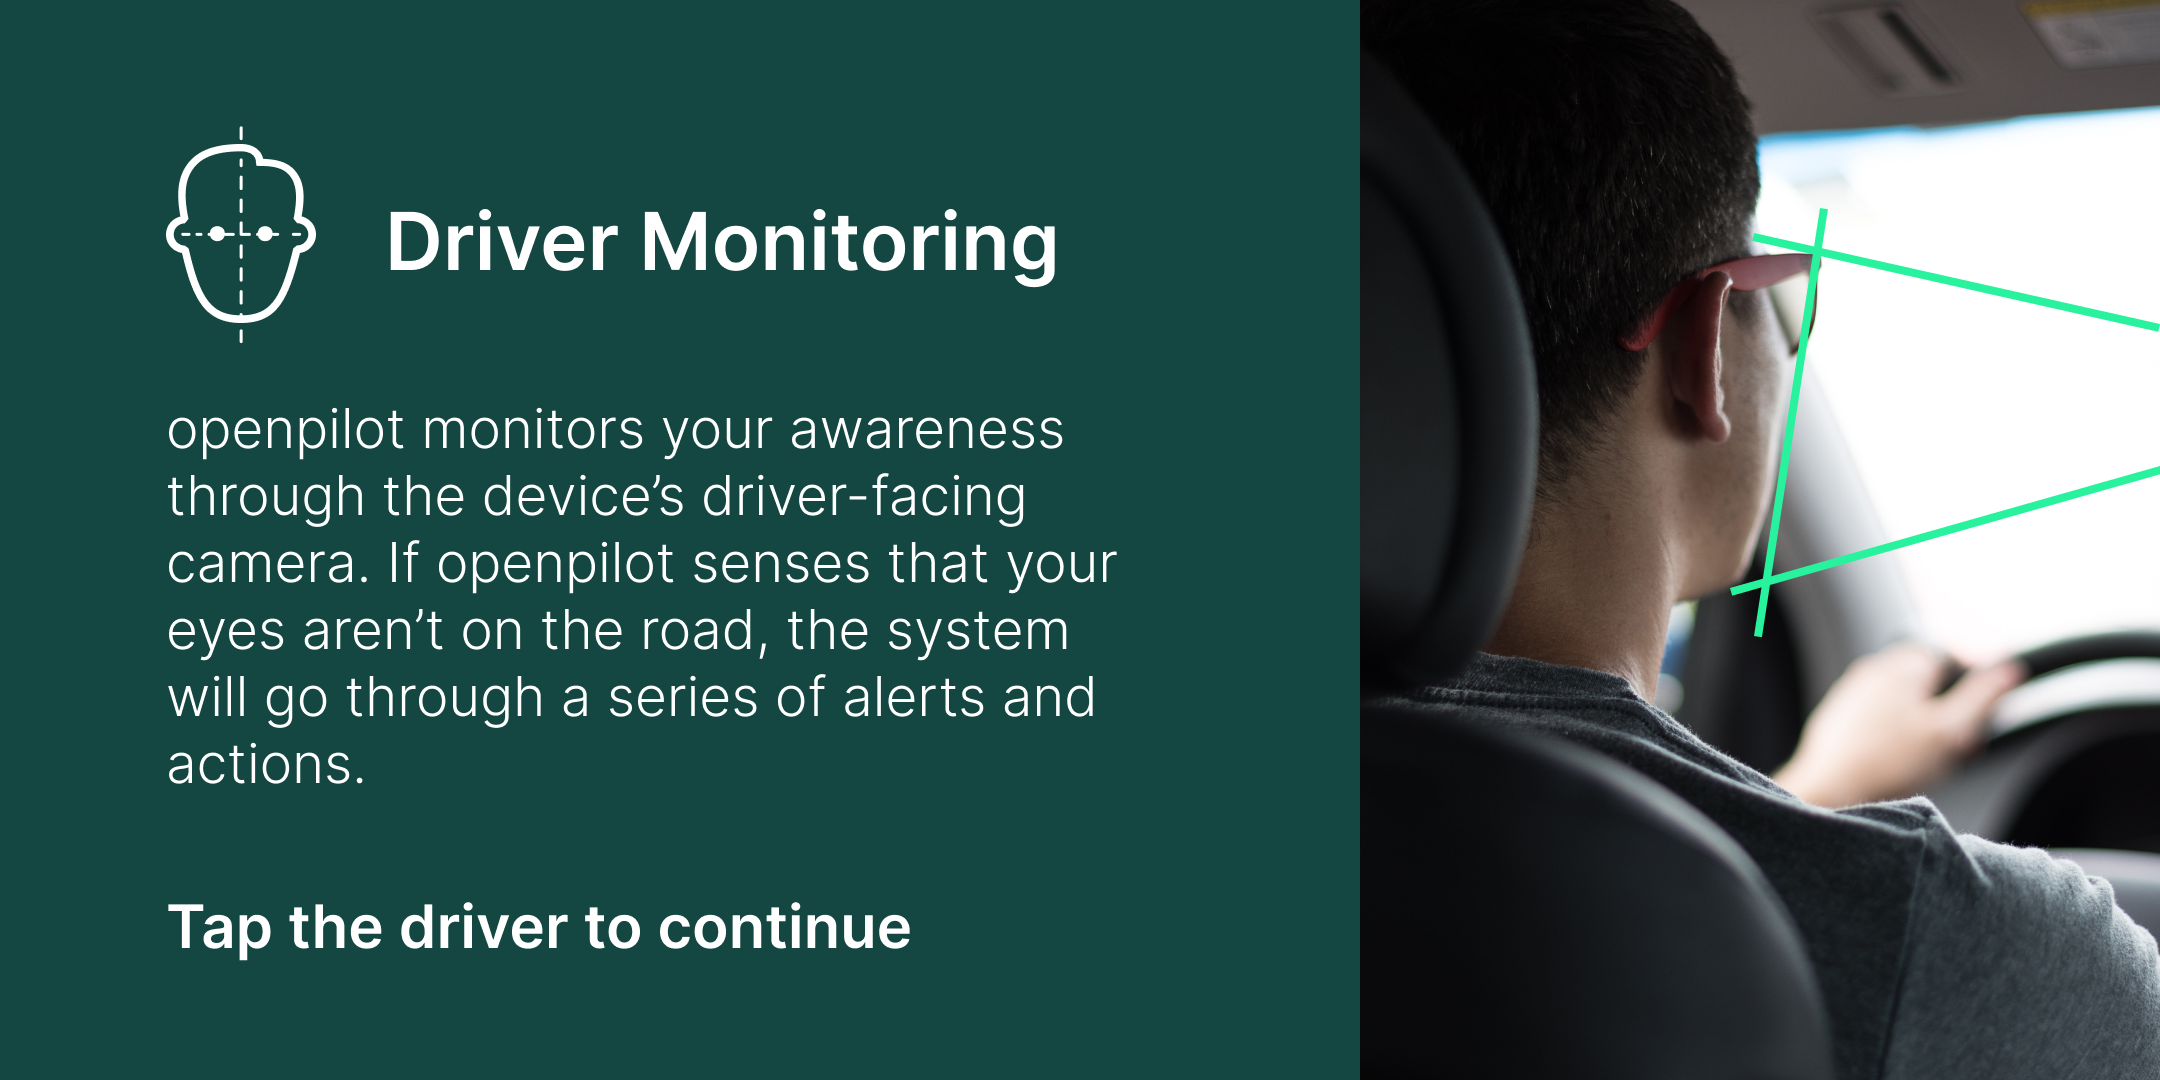 Driver Monitoring
openpilot monitors your awareness
through the device’s driver-facing
camera. If openpilot senses that your
eyes aren’t on the road, the system
will go through a series of alerts and
actions.
Tap the driver to continue